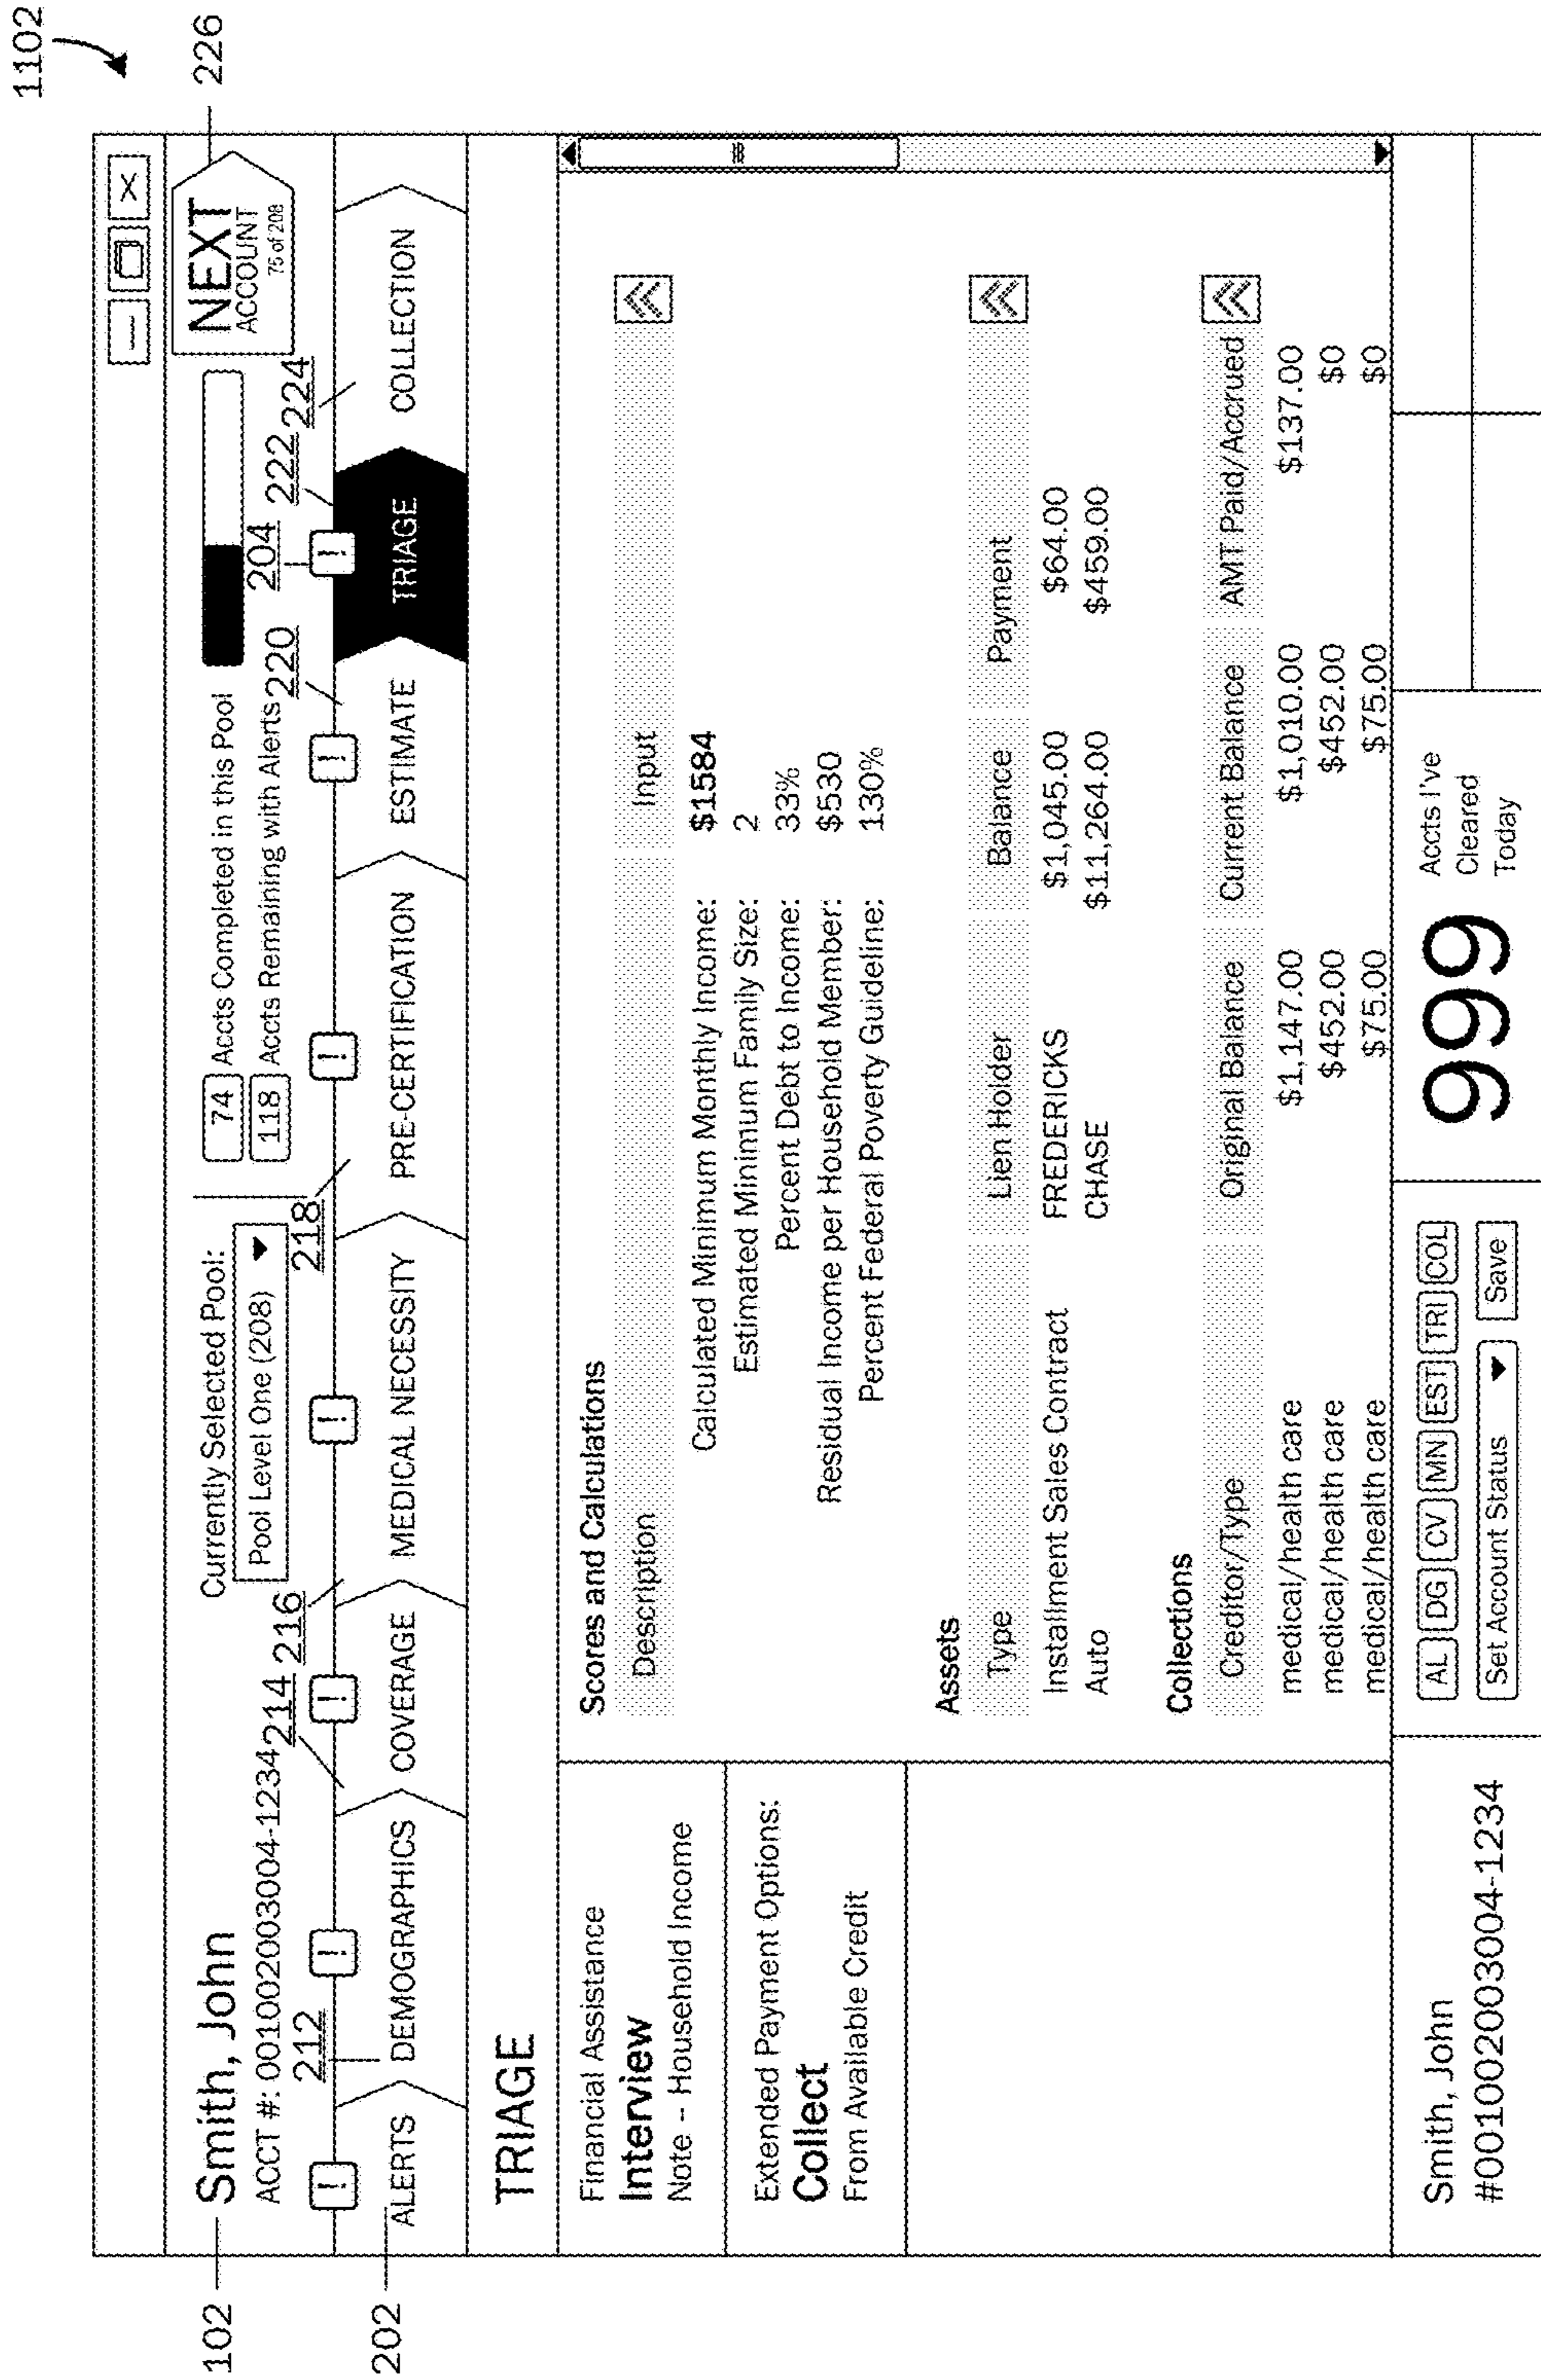 1102
102
Smith, John
ACCT #: 001002003004-1234
Currently Selected Pool:
Pool Level One (208)
74 Accts Completed in this Pool
118 Accts Remaining with Alerts
NEXT
ACCOUNT
75 of 208
226
212
214
216
218
220
204
222
224
! ! ! ! ! ! !
202
ALERTS DEMOGRAPHICS COVERAGE MEDICAL NECESSITY PRE-CERTIFICATION ESTIMATE TRIAGE COLLECTION
TRIAGE
Financial Assistance
Interview
Note -- Household Income
Extended Payment Options:
Collect
From Available Credit
Scores and Calculations
Description Input
Calculated Minimum Monthly Income: $1584
Estimated Minimum Family Size: 2
Percent Debt to Income: 33%
Residual Income per Household Member: $530
Percent Federal Poverty Guideline: 130%
Assets
Type Lien Holder Balance Payment
Installment Sales Contract FREDERICKS $1,045.00 $64.00
Auto CHASE $11,264.00 $459.00
Collections
Creditor/Type Original Balance Current Balance AMT Paid/Accrued
medical/health care $1,147.00 $1,010.00 $137.00
medical/health care $452.00 $452.00 $0
medical/health care $75.00 $75.00 $0
Smith, John
#001002003004-1234
AL DG CV MN EST TRI COL
Set Account Status Save
999
Accts I've
Cleared
Today